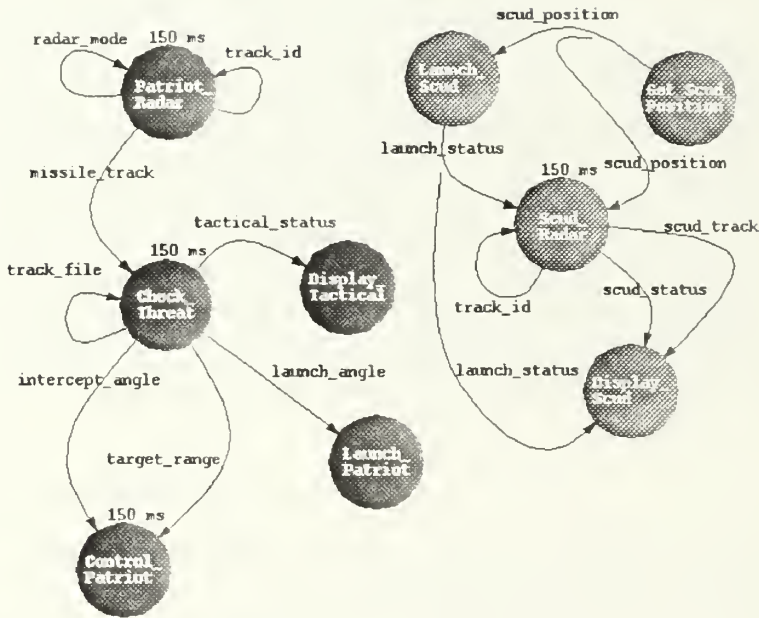 150 ms
radar_mode
track_id
Patriot_
Radar
missile_track
150 ms
tactical_status
track_file
Check_
Threat
Display_
Tactical
intercept_angle
launch_angle
target_range
Launch_
Patriot
150 ms
Control_
Patriot
scud_position
Launch_
Scud
Get_Scud
Position
launch_status
scud_position
150 ms
Scud_
Radar
scud_track
track_id
scud_status
launch_status
Display_
Scud